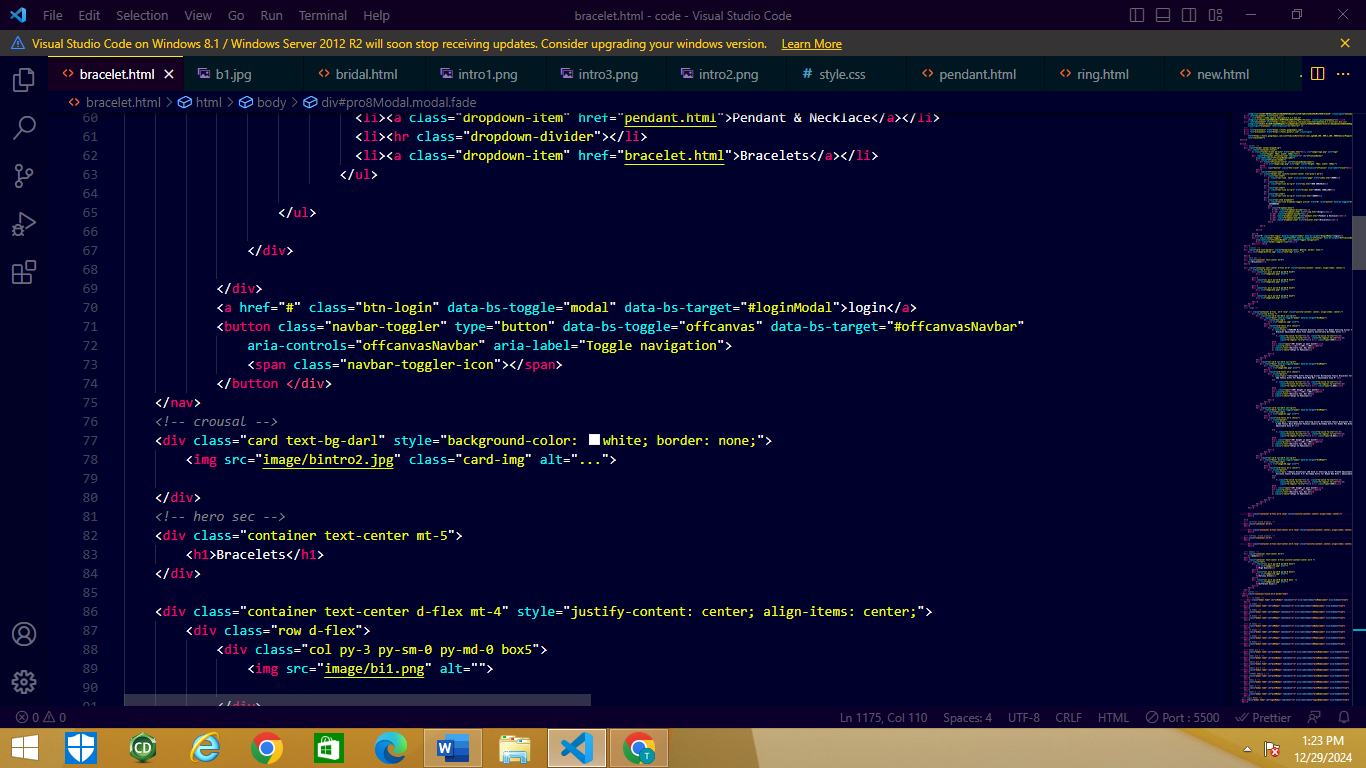 File Edit Selection View Go Run Terminal Help bracelet.html - code - Visual Studio Code
Visual Studio Code on Windows 8.1 / Windows Server 2012 R2 will soon stop receiving updates. Consider upgrading your windows version. Learn More
bracelet.html b1.jpg bridal.html intro1.png intro3.png intro2.png style.css pendant.html ring.html new.html
bracelet.html > html > body > div#pro8Modal.modal.fade
60 <li><a class="dropdown-item" href="pendant.html">Pendant & Necklace</a></li>
61 <li><hr class="dropdown-divider"></li>
62 <li><a class="dropdown-item" href="bracelet.html">Bracelets</a></li>
63 </ul>
64
65 </ul>
66
67 </div>
68
69 </div>
70 <a href="#" class="btn-login" data-bs-toggle="modal" data-bs-target="#loginModal">login</a>
71 <button class="navbar-toggler" type="button" data-bs-toggle="offcanvas" data-bs-target="#offcanvasNavbar"
72 aria-controls="offcanvasNavbar" aria-label="Toggle navigation">
73 <span class="navbar-toggler-icon"></span>
74 </button </div>
75 </nav>
76 <!-- crousal -->
77 <div class="card text-bg-darl" style="background-color: white; border: none;">
78 <img src="image/bintro2.jpg" class="card-img" alt="...">
79
80 </div>
81 <!-- hero sec -->
82 <div class="container text-center mt-5">
83 <h1>Bracelets</h1>
84 </div>
85
86 <div class="container text-center d-flex mt-4" style="justify-content: center; align-items: center;">
87 <div class="row d-flex">
88 <div class="col py-3 py-sm-0 py-md-0 box5">
89 <img src="image/bi1.png" alt="">
90
91 </div>
0 0 Ln 1175, Col 110 Spaces: 4 UTF-8 CRLF HTML Port : 5500 Prettier
CD W T
1:23 PM
12/29/2024